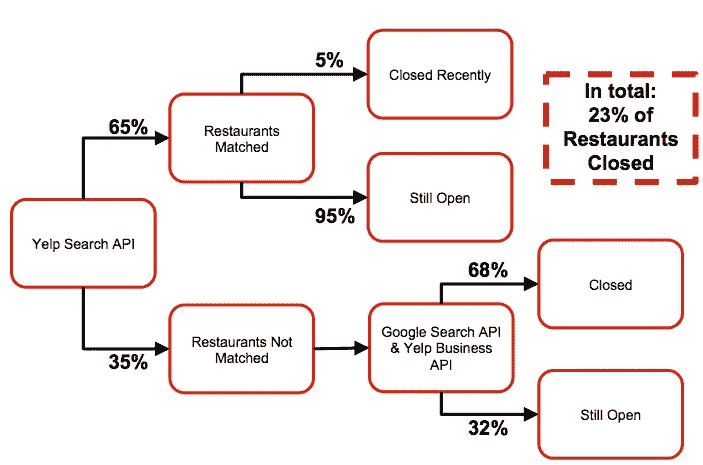 5%
Closed Recently
In total:
23% of
Restaurants
Closed
65%
Restaurants
Matched
95%
Still Open
Yelp Search API
68%
Closed
35%
Restaurants Not
Matched
Google Search API
& Yelp Business
API
32%
Still Open